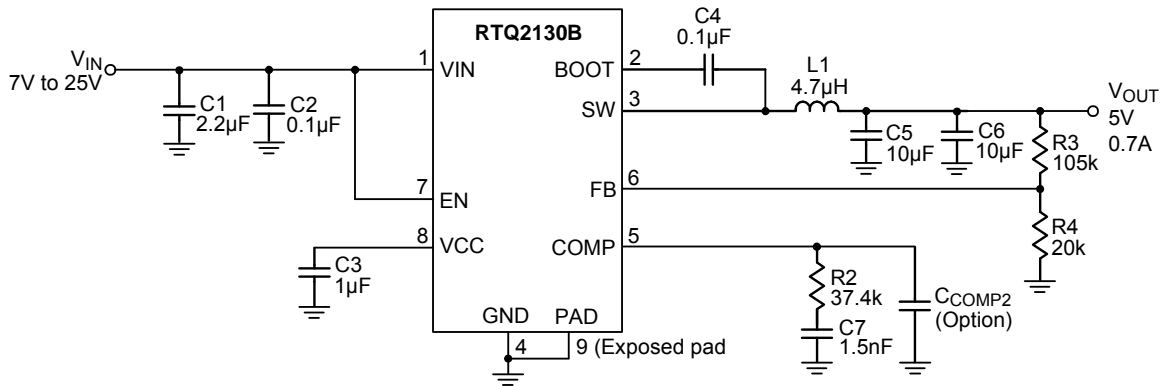 RTQ2130B
VIN
7V to 25V
C1
2.2µF
C2
0.1µF
1
VIN
7
EN
8
VCC
C3
1µF
GND
4
PAD
9 (Exposed pad
BOOT
2
C4
0.1µF
SW
3
L1
4.7µH
C5
10µF
C6
10µF
VOUT
5V
0.7A
R3
105k
FB
6
R4
20k
COMP
5
R2
37.4k
C7
1.5nF
CCOMP2
(Option)